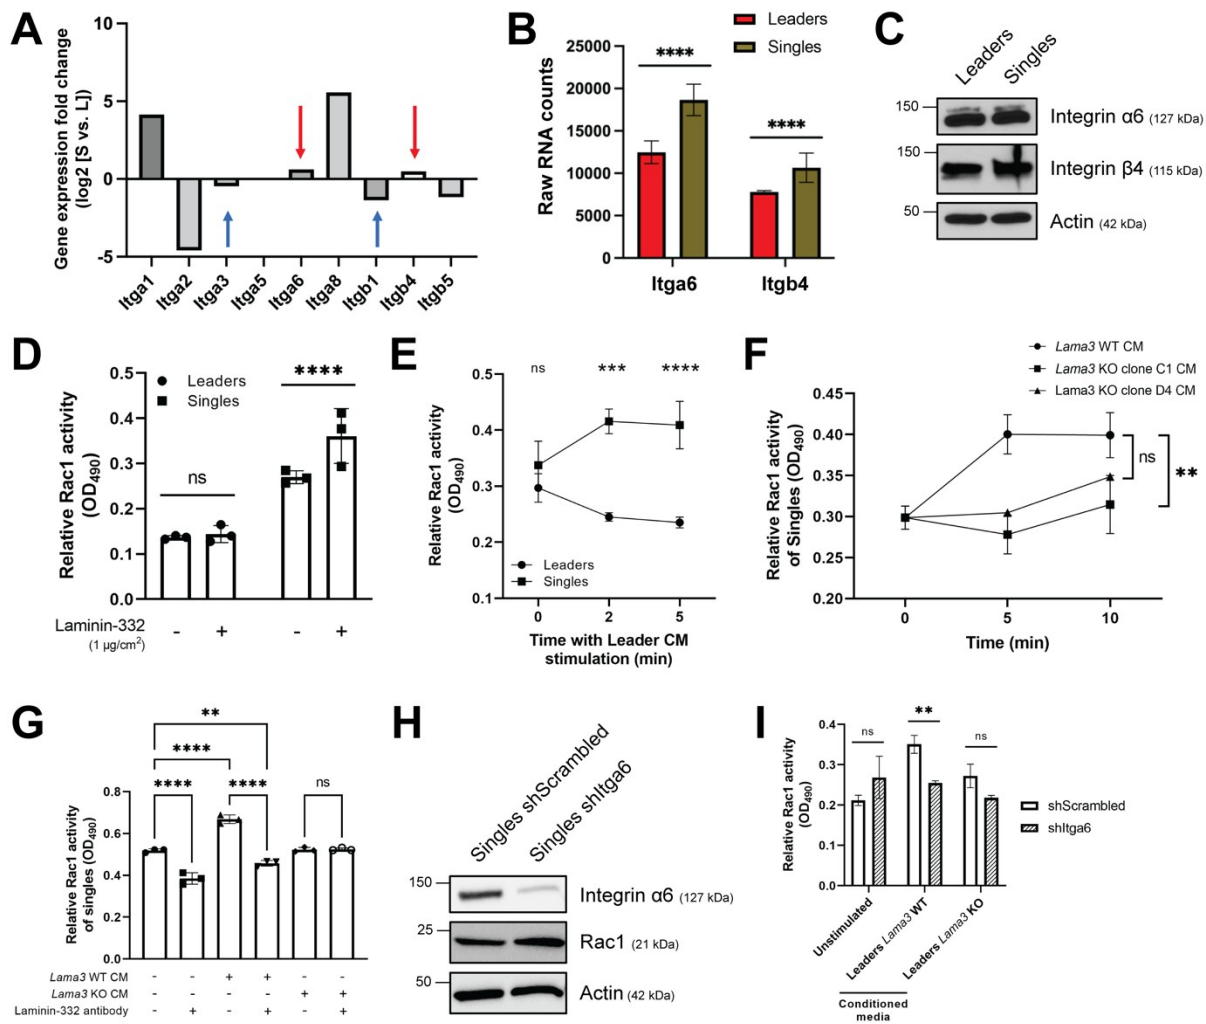 A
Gene expression fold change
(log2 [S vs. L])
10
5
0
-5
Itga1
Itga2
Itga3
Itga5
Itga6
Itga8
Itgb1
Itgb4
Itgb5
B
Leaders
Singles
Raw RNA counts
25000
20000
15000
10000
5000
0
****
****
Itga6
Itgb4
C
Leaders
Singles
150
Integrin α6 (127 kDa)
150
Integrin β4 (115 kDa)
50
Actin (42 kDa)
D
Relative Rac1 activity
(OD490)
0.5
0.4
0.3
0.2
0.1
0.0
Leaders
Singles
ns
****
Laminin-332
(1 µg/cm²)
- + - +
E
Relative Rac1 activity
(OD490)
0.5
0.4
0.3
0.2
0.1
ns *** ****
Leaders
Singles
0 2 5
Time with Leader CM
stimulation (min)
F
Lama3 WT CM
Lama3 KO clone C1 CM
Lama3 KO clone D4 CM
Relative Rac1 activity
of Singles (OD490)
0.45
0.40
0.35
0.30
0.25
0.20
ns
**
0 5 10
Time (min)
G
Relative Rac1 activity
of singles (OD490)
0.8
0.6
0.4
0.2
0.0
**
****
**** **** ns
Lama3 WT CM - - + + - -
Lama3 KO CM - - - - + +
Laminin-332 antibody - + - + - +
H
Singles shScrambled
Singles shItga6
150
Integrin α6 (127 kDa)
25
Rac1 (21 kDa)
50
Actin (42 kDa)
I
Relative Rac1 activity
(OD490)
0.4
0.3
0.2
0.1
0.0
ns
**
ns
shScrambled
shItga6
Unstimulated
Leaders Lama3 WT
Leaders Lama3 KO
Conditioned
media